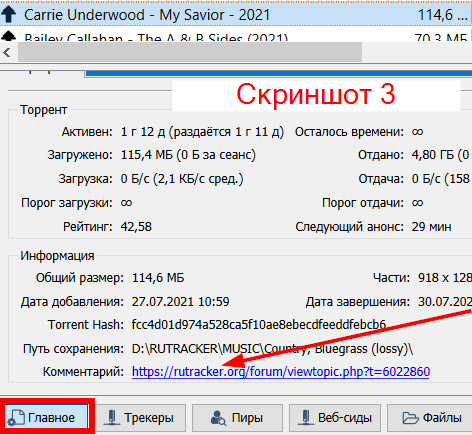 Carrie Underwood - My Savior - 2021 114,6 ...
Bailey Callahan - The A & B Sides (2021) 70,3 МБ
Скриншот 3
Торрент
Активен: 1 г 12 д (раздаётся 1 г 11 д) Осталось времени: ∞
Загружено: 115,4 МБ (0 Б за сеанс) Отдано: 4,80 ГБ (0
Загрузка: 0 Б/с (2,1 КБ/с сред.) Отдача: 0 Б/с (158
Порог загрузки: ∞ Порог отдачи: ∞
Рейтинг: 42,58 Следующий анонс: 29 мин
Информация
Общий размер: 114,6 МБ Части: 918 x 128
Дата добавления: 27.07.2021 10:59 Дата завершения: 30.07.202
Torrent Hash: fcc4d01d974a528ca5f10ae8ebecdfeeddfebcb6
Путь сохранения: D:\RUTRACKER\MUSIC\Country, Bluegrass (lossy)\
Комментарий: https://rutracker.org/forum/viewtopic.php?t=6022860
Главное Трекеры Пиры Веб-сиды Файлы